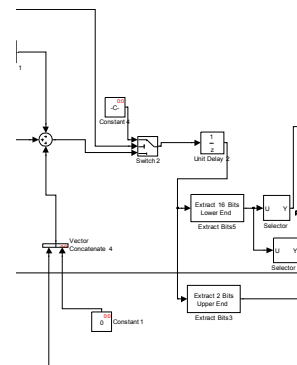 1
0:0
-C-
Constant 4
Switch 2
1
z
Unit Delay 2
Extract 16 Bits
Lower End
Extract Bits5
U Y
Selector
U Y
Selector
Vector
Concatenate 4
0:0
0
Constant 1
Extract 2 Bits
Upper End
Extract Bits3